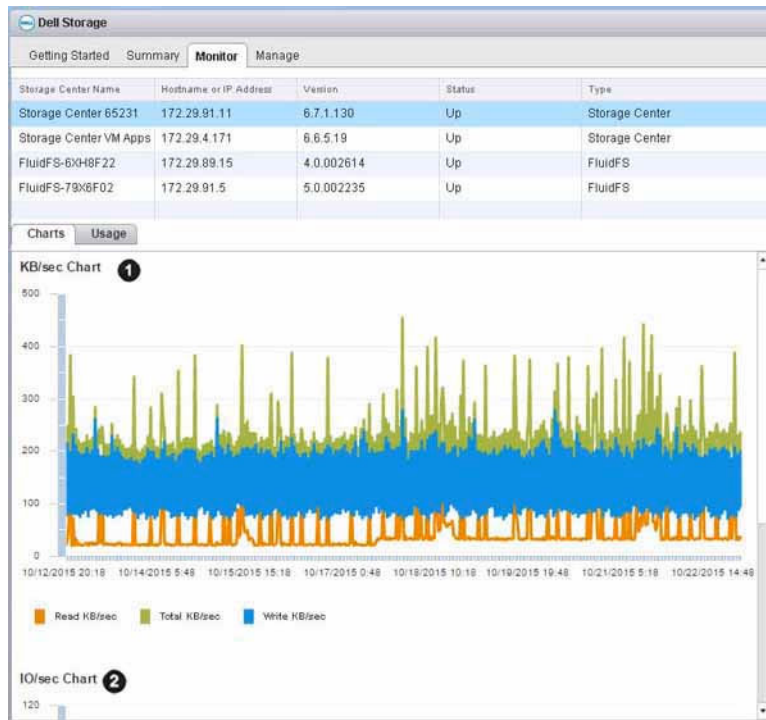 DELL Dell Storage
Getting Started Summary Monitor Manage
Storage Center Name Hostname or IP Address Version Status Type
Storage Center 65231 172.29.91.11 6.7.1.130 Up Storage Center
Storage Center VM Apps 172.29.4.171 6.6.5.19 Up Storage Center
FluidFS-6XH8F22 172.29.89.15 4.0.002614 Up FluidFS
FluidFS-79X6F02 172.29.91.5 5.0.002235 Up FluidFS
Charts Usage
KB/sec Chart 1
500
400
300
200
100
0
10/12/2015 20:18 10/14/2015 5:48 10/15/2015 15:18 10/17/2015 0:48 10/18/2015 10:18 10/19/2015 19:48 10/21/2015 5:18 10/22/2015 14:48
Read KB/sec Total KB/sec Write KB/sec
IO/sec Chart 2
120